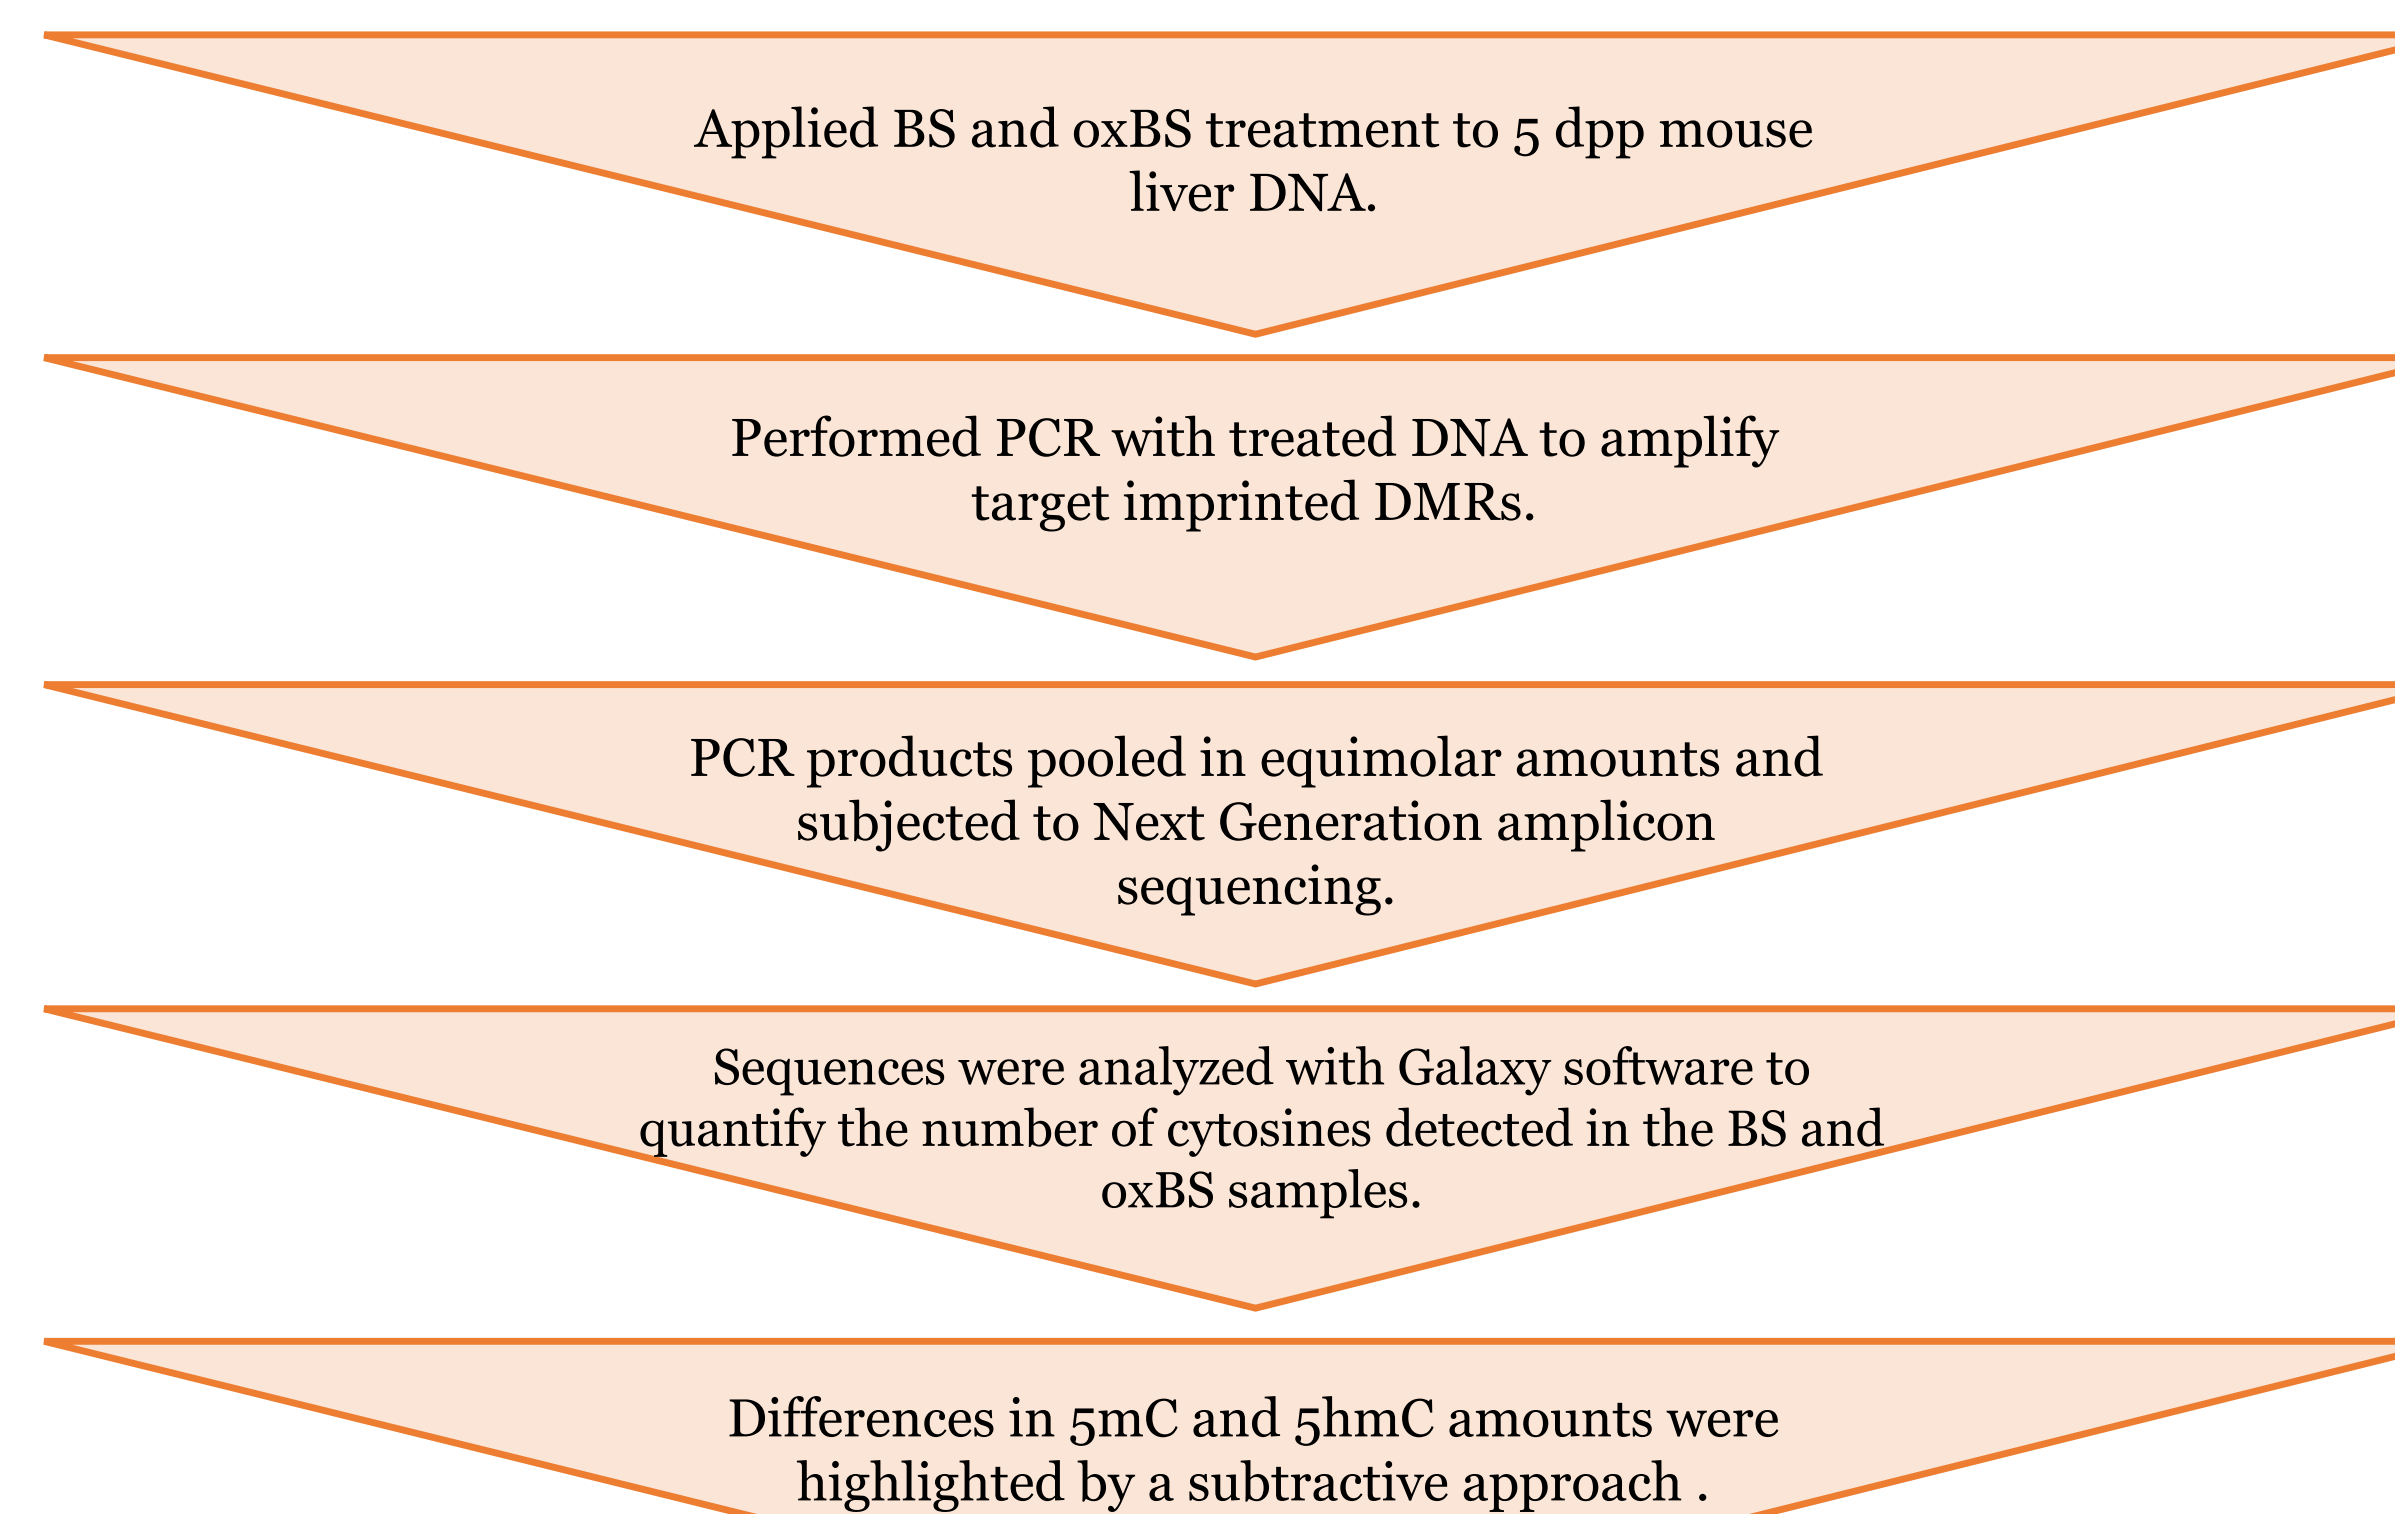 Applied BS and oxBS treatment to 5 dpp mouse
liver DNA.
Performed PCR with treated DNA to amplify
target imprinted DMRs.
PCR products pooled in equimolar amounts and
subjected to Next Generation amplicon
sequencing.
Sequences were analyzed with Galaxy software to
quantify the number of cytosines detected in the BS and
oxBS samples.
Differences in 5mC and 5hmC amounts were
highlighted by a subtractive approach .